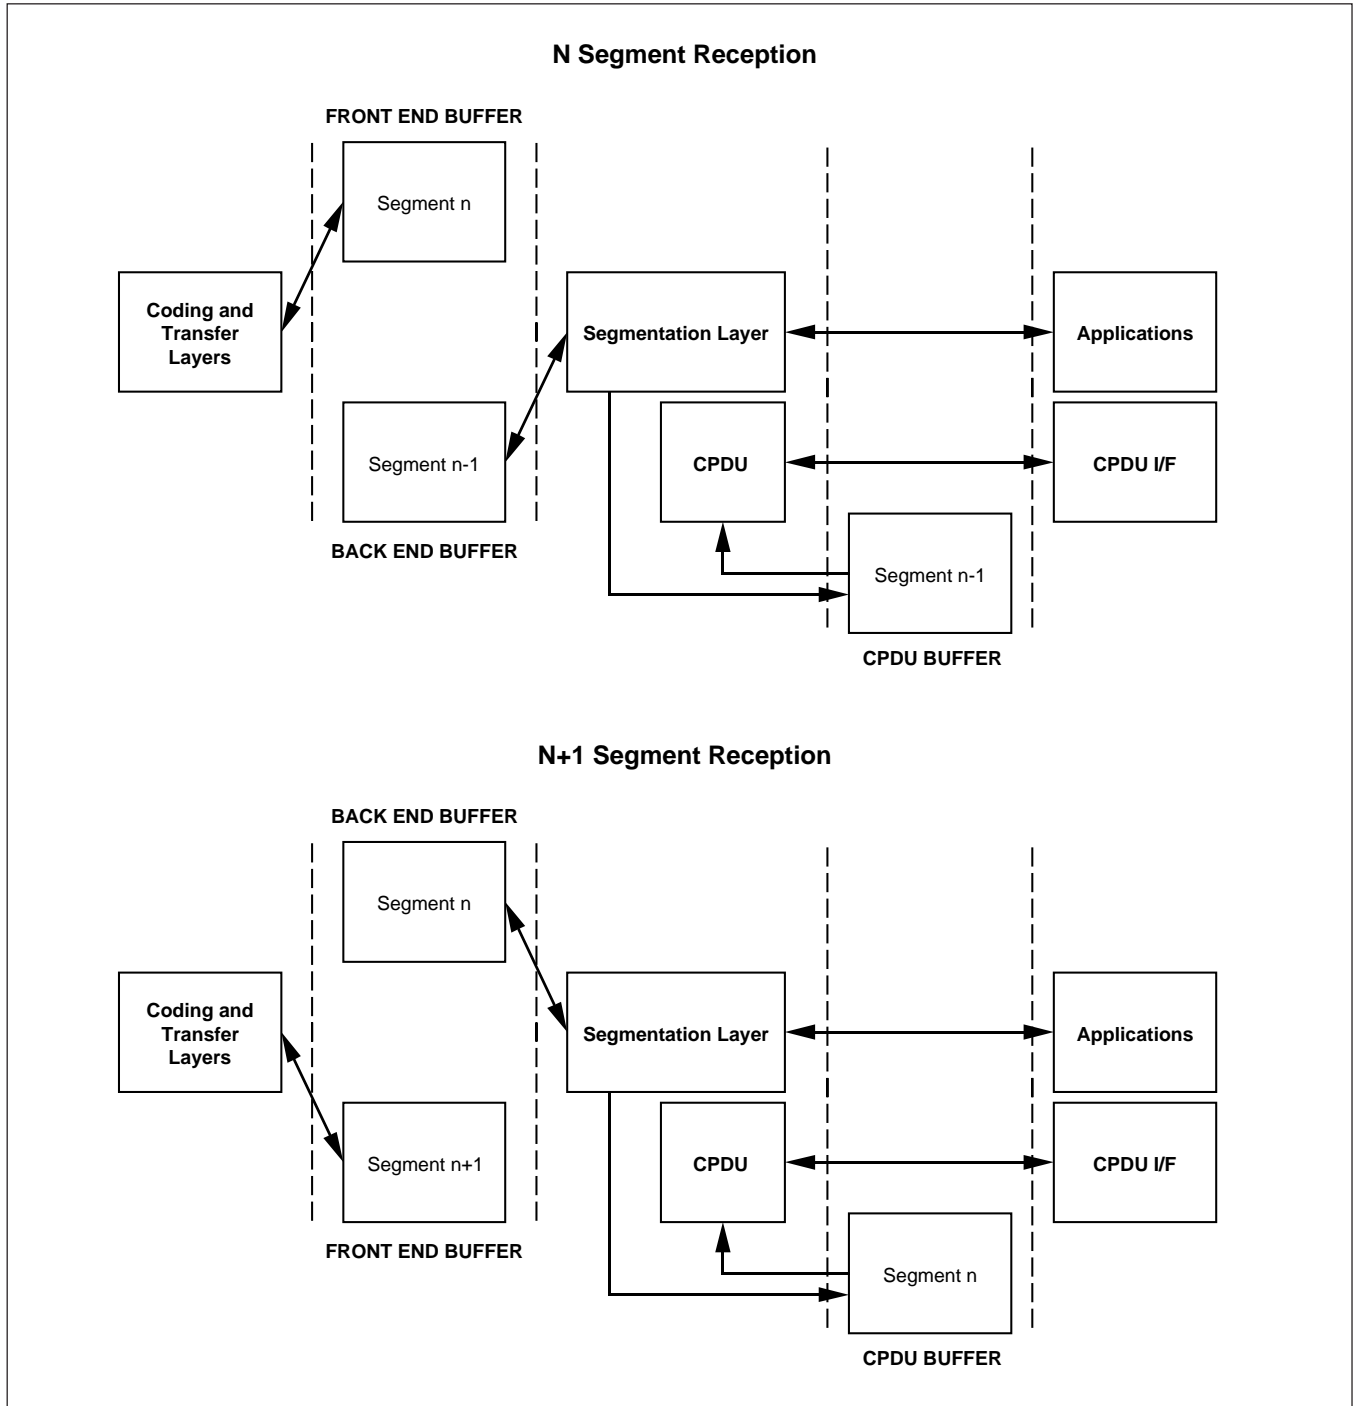 N Segment Reception
FRONT END BUFFER
Segment n
Coding and
Transfer
Layers
Segmentation Layer
Applications
Segment n-1
CPDU
CPDU I/F
BACK END BUFFER
Segment n-1
CPDU BUFFER
N+1 Segment Reception
BACK END BUFFER
Segment n
Coding and
Transfer
Layers
Segmentation Layer
Applications
Segment n+1
CPDU
CPDU I/F
FRONT END BUFFER
Segment n
CPDU BUFFER